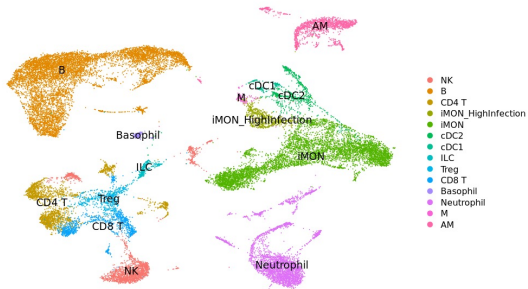 AM
B
cDC1
M
cDC2
iMON_HighInfection
Basophil
iMON
ILC
Treg
CD4 T
CD8 T
NK
Neutrophil
NK
B
CD4 T
iMON_HighInfection
iMON
cDC2
cDC1
ILC
Treg
CD8 T
Basophil
Neutrophil
M
AM